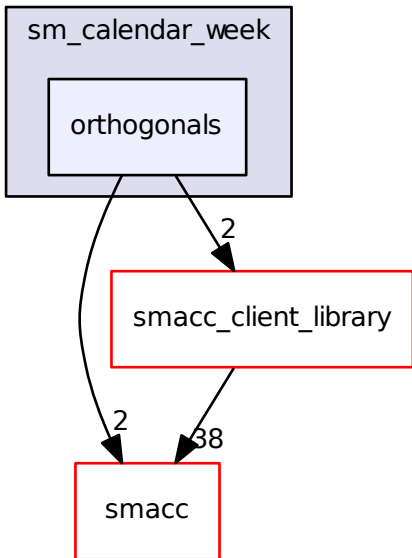 sm_calendar_week
orthogonals
2
smacc_client_library
2
38
smacc